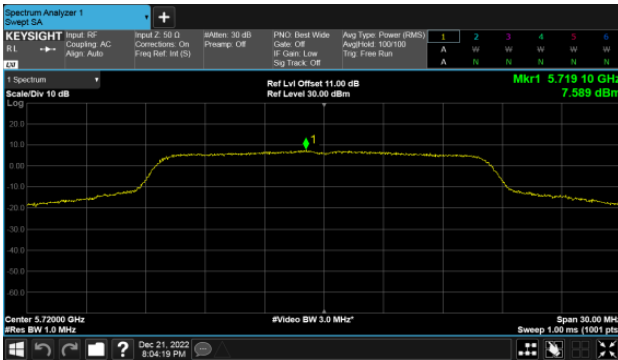 Spectrum Analyzer 1
Swept SA
KEYSIGHT
RL
LXI
Input: RF
Coupling: AC
Align: Auto
Input Z: 50 Ω
Corrections: On
Freq Ref: Int (S)
#Atten: 30 dB
Preamp: Off
PNO: Best Wide
Gate: Off
IF Gain: Low
Sig Track: Off
Avg Type: Power (RMS)
Avg|Hold: 100/100
Trig: Free Run
1 2 3 4 5 6
A W W W W W
A N N N N N
1 Spectrum
Scale/Div 10 dB
Log
Ref Lvl Offset 11.00 dB
Ref Level 30.00 dBm
Mkr1 5.719 10 GHz
7.589 dBm
1
20.0
10.0
0.00
-10.0
-20.0
-30.0
-40.0
-50.0
-60.0
Center 5.72000 GHz
#Res BW 1.0 MHz
#Video BW 3.0 MHz*
Span 30.00 MHz
Sweep 1.00 ms (1001 pts)
?
Dec 21, 2022
8:04:19 PM